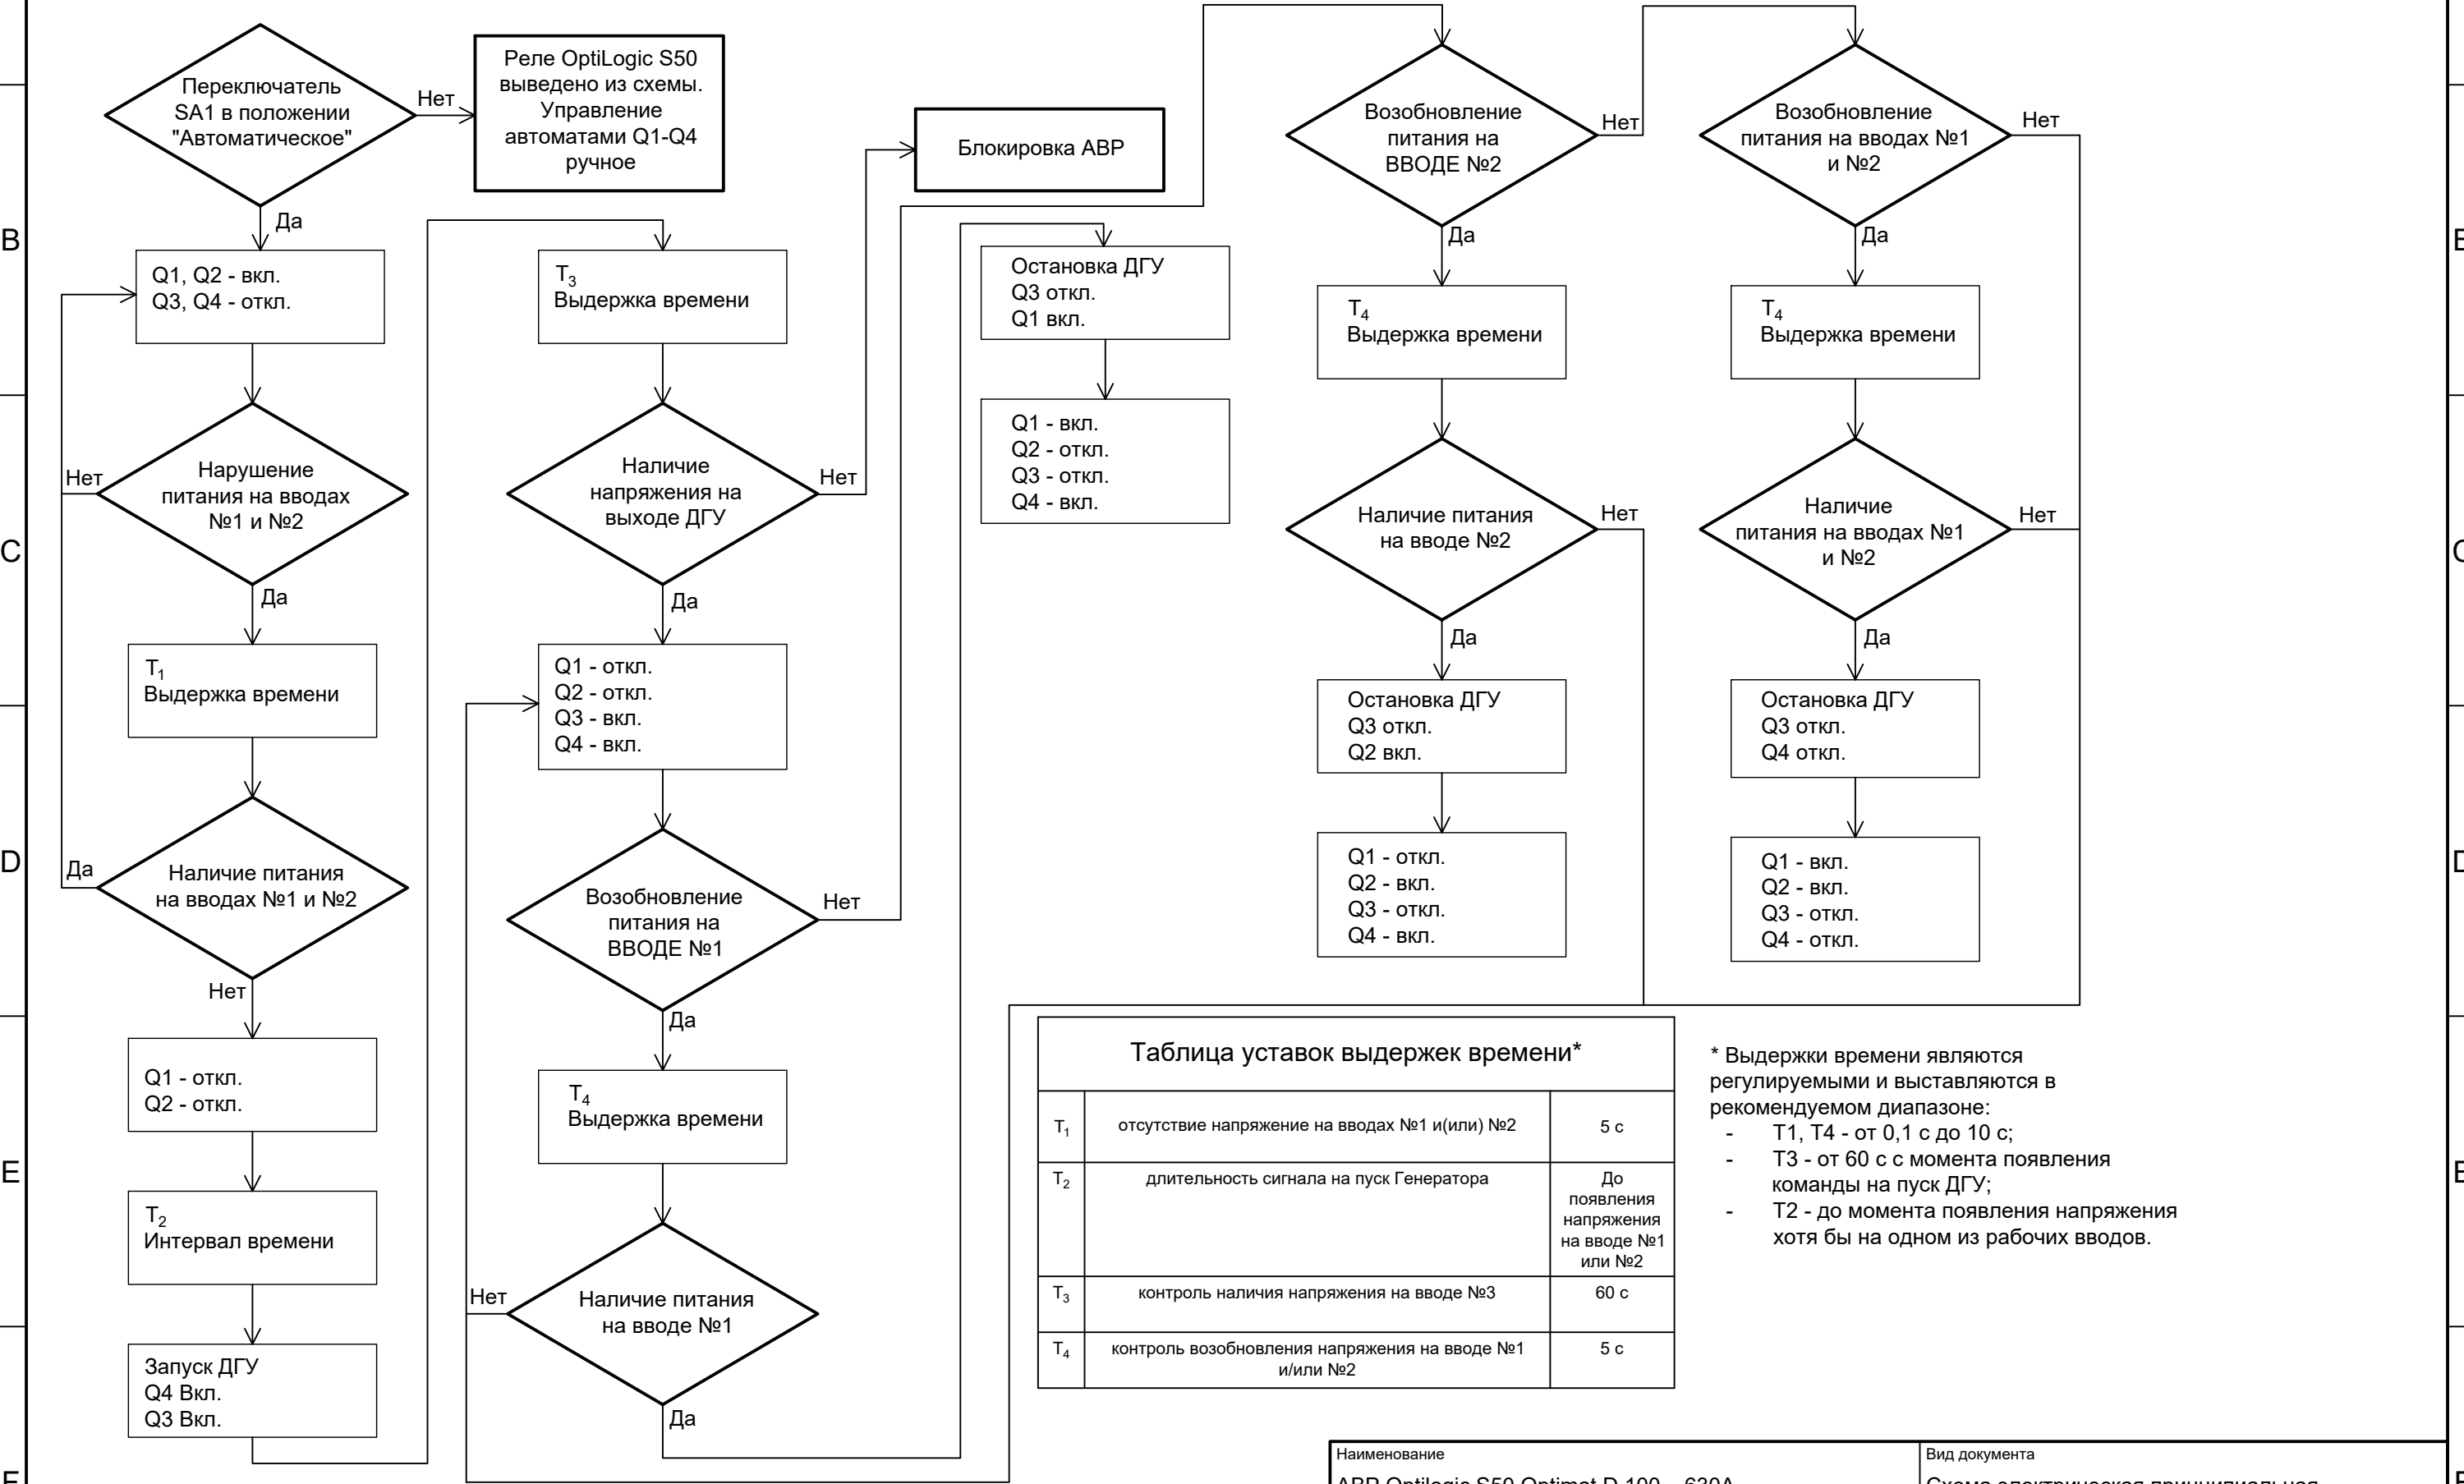 Переключатель
SA1 в положении
"Автоматическое"
Нет
Реле OptiLogic S50
выведено из схемы.
Управление
автоматами Q1-Q4
ручное
Да
Q1, Q2 - вкл.
Q3, Q4 - откл.
Нарушение
питания на вводах
№1 и №2
Нет
Да
T1
Выдержка времени
Наличие питания
на вводах №1 и №2
Да
Нет
Q1 - откл.
Q2 - откл.
T2
Интервал времени
Запуск ДГУ
Q4 Вкл.
Q3 Вкл.
T3
Выдержка времени
Наличие
напряжения на
выходе ДГУ
Нет
Блокировка АВР
Да
Q1 - откл.
Q2 - откл.
Q3 - вкл.
Q4 - вкл.
Возобновление
питания на
ВВОДЕ №1
Нет
Да
T4
Выдержка времени
Наличие питания
на вводе №1
Нет
Да
Остановка ДГУ
Q3 откл.
Q1 вкл.
Q1 - вкл.
Q2 - откл.
Q3 - откл.
Q4 - вкл.
Возобновление
питания на
ВВОДЕ №2
Нет
Да
T4
Выдержка времени
Наличие питания
на вводе №2
Нет
Да
Остановка ДГУ
Q3 откл.
Q2 вкл.
Q1 - откл.
Q2 - вкл.
Q3 - откл.
Q4 - вкл.
Возобновление
питания на вводах №1
и №2
Нет
Да
T4
Выдержка времени
Наличие
питания на вводах №1
и №2
Нет
Да
Остановка ДГУ
Q3 откл.
Q4 откл.
Q1 - вкл.
Q2 - вкл.
Q3 - откл.
Q4 - откл.
Таблица уставок выдержек времени*
T1 отсутствие напряжение на вводах №1 и(или) №2 5 с
T2 длительность сигнала на пуск Генератора До
появления
напряжения
на вводе №1
или №2
T3 контроль наличия напряжения на вводе №3 60 с
T4 контроль возобновления напряжения на вводе №1 5 с
и/или №2
* Выдержки времени являются
регулируемыми и выставляются в
рекомендуемом диапазоне:
- T1, T4 - от 0,1 с до 10 с;
- T3 - от 60 с с момента появления
команды на пуск ДГУ;
- T2 - до момента появления напряжения
хотя бы на одном из рабочих вводов.
Наименование
АВР Optilogic S50 Optimat D 100 - 630А
Вид документа
Схема электрическая принципиальная
B
C
D
E